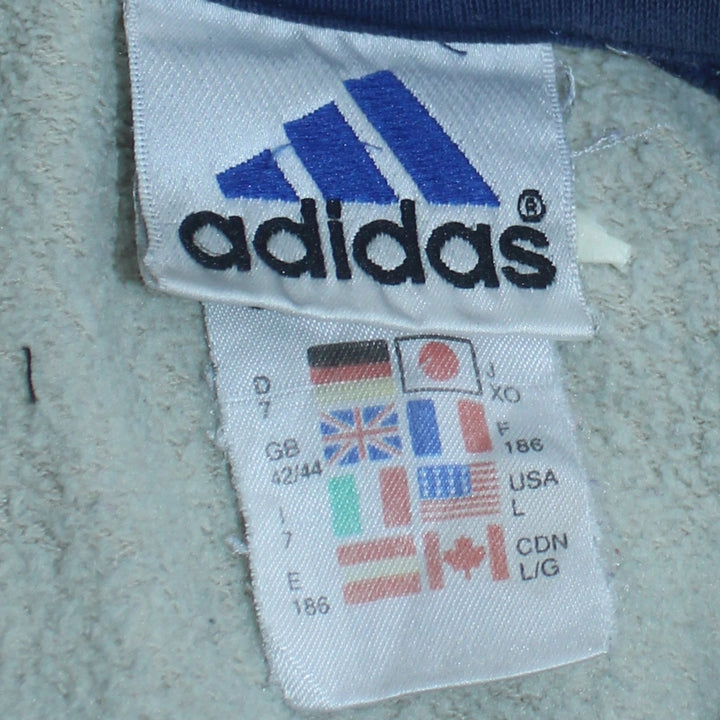 adidas®
D
7
J
XO
GB
42/44
F
186
I
7
USA
L
E
186
CDN
L/G